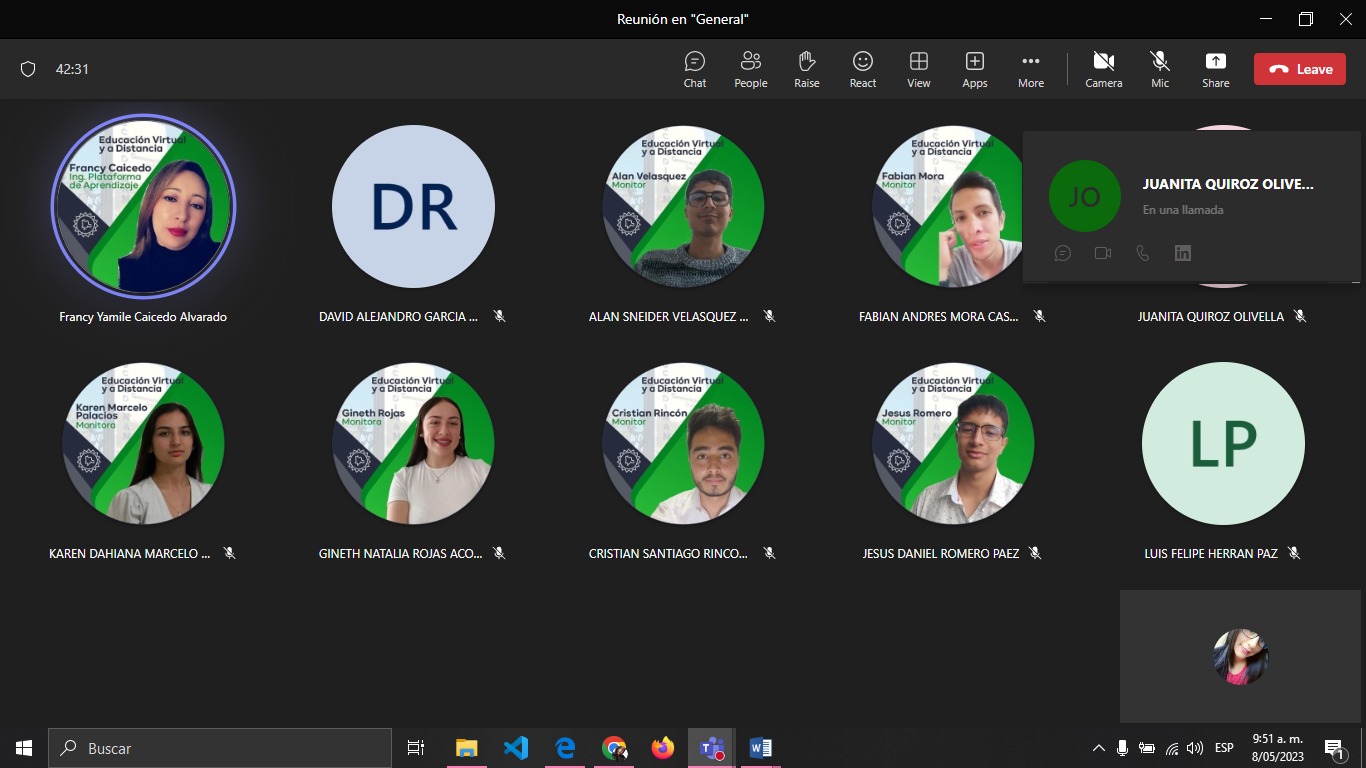 Reunión en "General"
42:31
Chat
People
Raise
React
View
Apps
More
Camera
Mic
Share
Leave
Educación Virtual
y a Distancia
Francy Caicedo
Ing. Plataforma
de Aprendizaje
Francy Yamile Caicedo Alvarado
DR
DAVID ALEJANDRO GARCIA ...
Educación Virtual
y a Distancia
Alan Velasquez
Monitor
ALAN SNEIDER VELASQUEZ ...
Educación Virtual
y a Distancia
Fabian Mora
Monitor
FABIAN ANDRES MORA CAS...
JO
JUANITA QUIROZ OLIVE...
En una llamada
in
JUANITA QUIROZ OLIVELLA
Educación Virtual
y a Distancia
Karen Marcelo
Palacios
Monitora
KAREN DAHIANA MARCELO ...
Educación Virtual
y a Distancia
Gineth Rojas
Monitora
GINETH NATALIA ROJAS ACO...
Educación Virtual
y a Distancia
Cristian Rincón
Monitor
CRISTIAN SANTIAGO RINCO...
Educación Virtual
y a Distancia
Jesus Romero
Monitor
JESUS DANIEL ROMERO PAEZ
LP
LUIS FELIPE HERRAN PAZ
Buscar
ESP
9:51 a. m.
8/05/2023
1